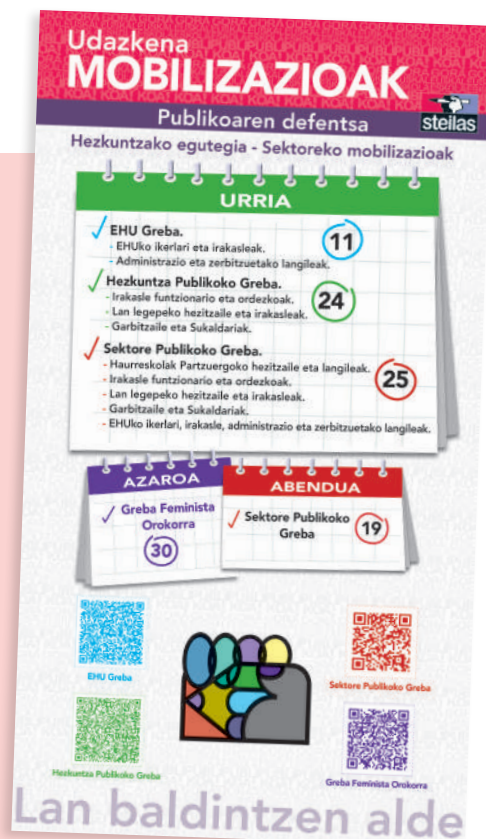 Udazkena
MOBILIZAZIOAK
steilas
Publikoaren defentsa
Hezkuntzako egutegia - Sektoreko mobilizazioak
URRIA
EHU Greba.
- EHUko ikerlari eta irakasleak.
- Administrazio eta zerbitzuetako langileak.
11
Hezkuntza Publikoko Greba.
- Irakasle funtzionario eta ordezkoak.
- Lan legepeko hezitzaile eta irakasleak.
- Garbitzaile eta Sukaldariak.
24
Sektore Publikoko Greba.
- Haurreskolak Partzuergoko hezitzaile eta langileak.
- Irakasle funtzionario eta ordezkoak.
- Lan legepeko hezitzaile eta irakasleak.
- Garbitzaile eta Sukaldariak.
- EHUko ikerlari, irakasle, administrazio eta zerbitzuetako langileak.
25
AZAROA
Greba Feminista
Orokorra
30
ABENDUA
Sektore Publikoko
Greba
19
EHU Greba
Sektore Publikoko Greba
Hezkuntza Publikoko Greba
Greba Feminista Orokorra
Lan baldintzen alde